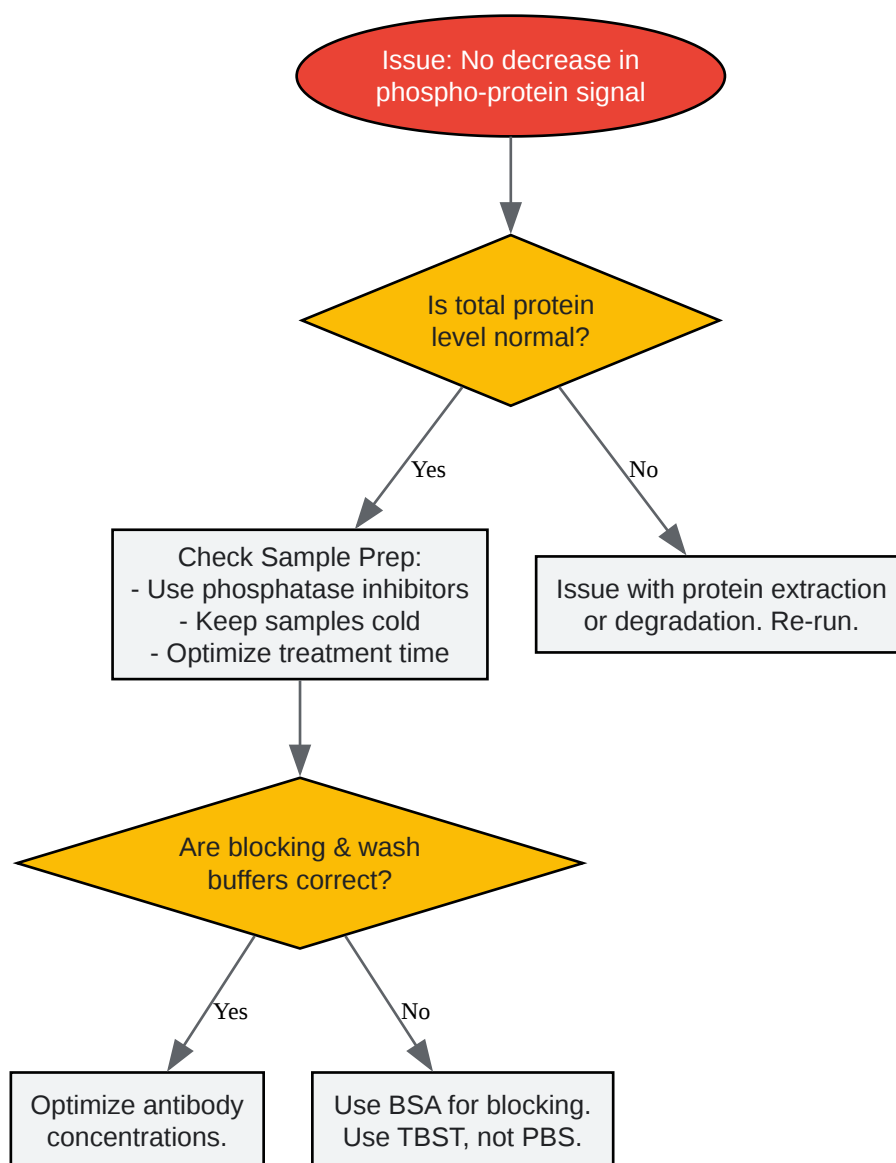 Issue: No decrease in
phospho-protein signal
Is total protein
level normal?
Yes
No
Check Sample Prep:
- Use phosphatase inhibitors
- Keep samples cold
- Optimize treatment time
Issue with protein extraction
or degradation. Re-run.
Are blocking & wash
buffers correct?
Yes
No
Optimize antibody
concentrations.
Use BSA for blocking.
Use TBST, not PBS.